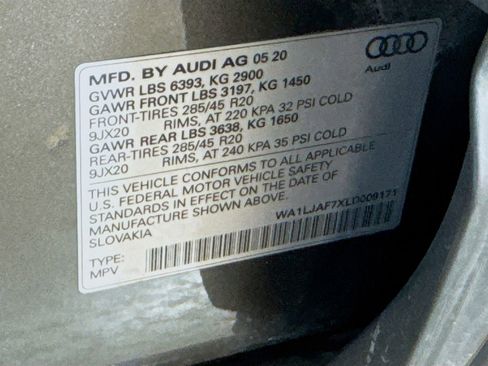 MFD. BY AUDI AG 05 20
GVWR LBS 6393, KG 2900
GAWR FRONT LBS 3197, KG 1450
FRONT-TIRES 285/45 R20
9JX20 RIMS, AT 220 KPA 32 PSI COLD
GAWR REAR LBS 3638, KG 1650
REAR-TIRES 285/45 R20
9JX20 RIMS, AT 240 KPA 35 PSI COLD
THIS VEHICLE CONFORMS TO ALL APPLICABLE
U.S. FEDERAL MOTOR VEHICLE SAFETY
STANDARDS IN EFFECT ON THE DATE OF
MANUFACTURE SHOWN ABOVE.
SLOVAKIA
WA1LJAF7XLD009171
TYPE:
MPV
Audi